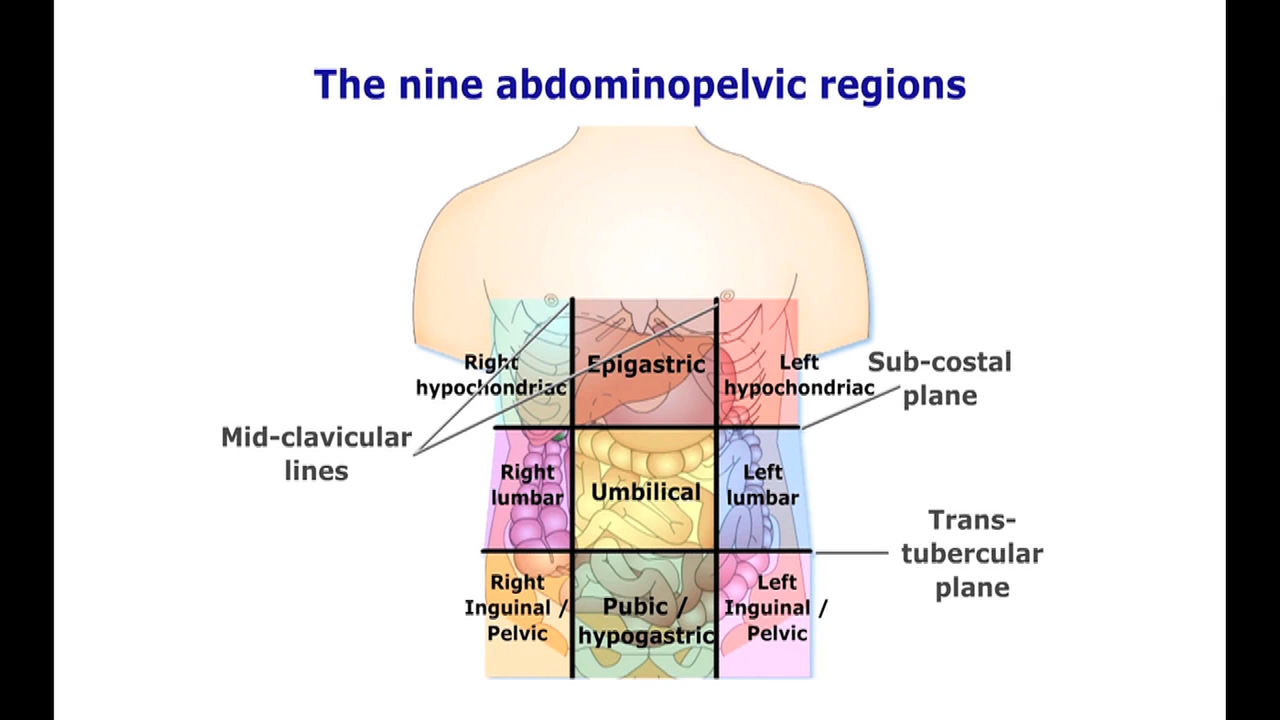 The nine abdominopelvic regions
Right
hypochondriac
Epigastric
Left
hypochondriac
Sub-costal
plane
Mid-clavicular
lines
Right
lumbar
Umbilical
Left
lumbar
Trans-
tubercular
plane
Right
Inguinal /
Pelvic
Pubic /
hypogastric
Left
Inguinal /
Pelvic